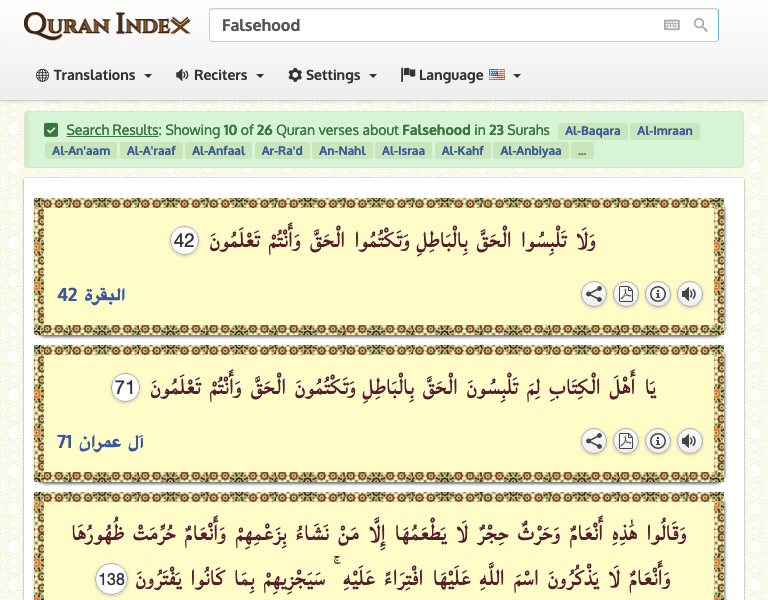 QURAN INDEX
Falsehood
Translations Reciters Settings Language
Search Results: Showing 10 of 26 Quran verses about Falsehood in 23 Surahs Al-Baqara Al-Imraan
Al-An'aam Al-A'raaf Al-Anfaal Ar-Ra'd An-Nahl Al-Israa Al-Kahf Al-Anbiyaa ...
وَلَا تَلْبِسُوا الْحَقَّ بِالْبَاطِلِ وَتَكْتُمُوا الْحَقَّ وَأَنْتُمْ تَعْلَمُونَ 42
البقرة 42
يَا أَهْلَ الْكِتَابِ لِمَ تَلْبِسُونَ الْحَقَّ بِالْبَاطِلِ وَتَكْتُمُونَ الْحَقَّ وَأَنْتُمْ تَعْلَمُونَ 71
آل عمران 71
وَقَالُوا هَٰذِهِ أَنْعَامٌ وَحَرْثٌ حِجْرٌ لَا يَطْعَمُهَا إِلَّا مَنْ نَشَاءُ بِزَعْمِهِمْ وَأَنْعَامٌ حُرِّمَتْ ظُهُورُهَا
وَأَنْعَامٌ لَا يَذْكُرُونَ اسْمَ اللَّهِ عَلَيْهَا افْتِرَاءً عَلَيْهِ ۚ سَيَجْزِيهِمْ بِمَا كَانُوا يَفْتَرُونَ 138